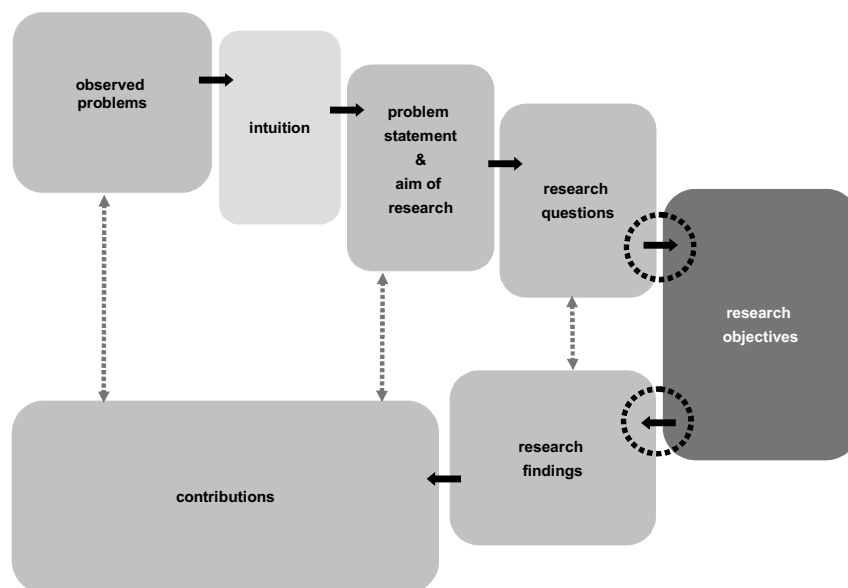 observed
problems
intuition
problem
statement
&
aim of
research
research
questions
research
objectives
research
findings
contributions